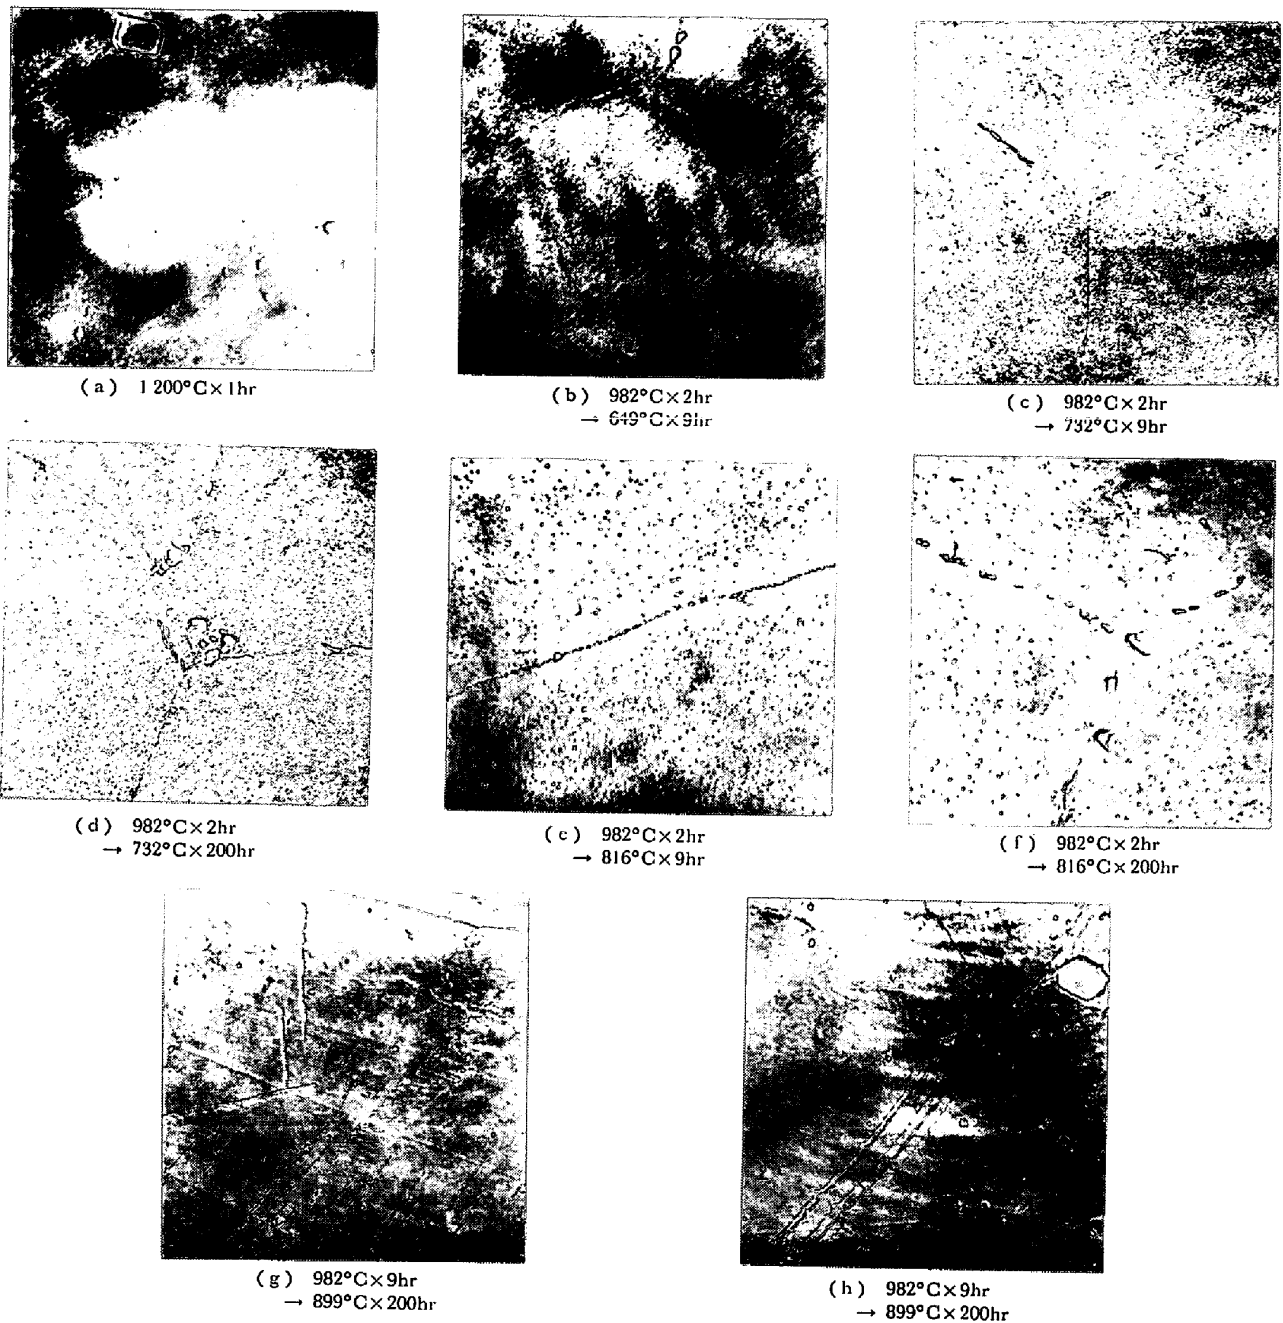 (a) 1 200°C×1hr
(b) 982°C×2hr
→ 649°C×9hr
(c) 982°C×2hr
→ 732°C×9hr
(d) 982°C×2hr
→ 732°C×200hr
(c) 982°C×2hr
→ 816°C×9hr
(f) 982°C×2hr
→ 816°C×200hr
(g) 982°C×9hr
→ 899°C×200hr
(h) 982°C×9hr
→ 899°C×200hr